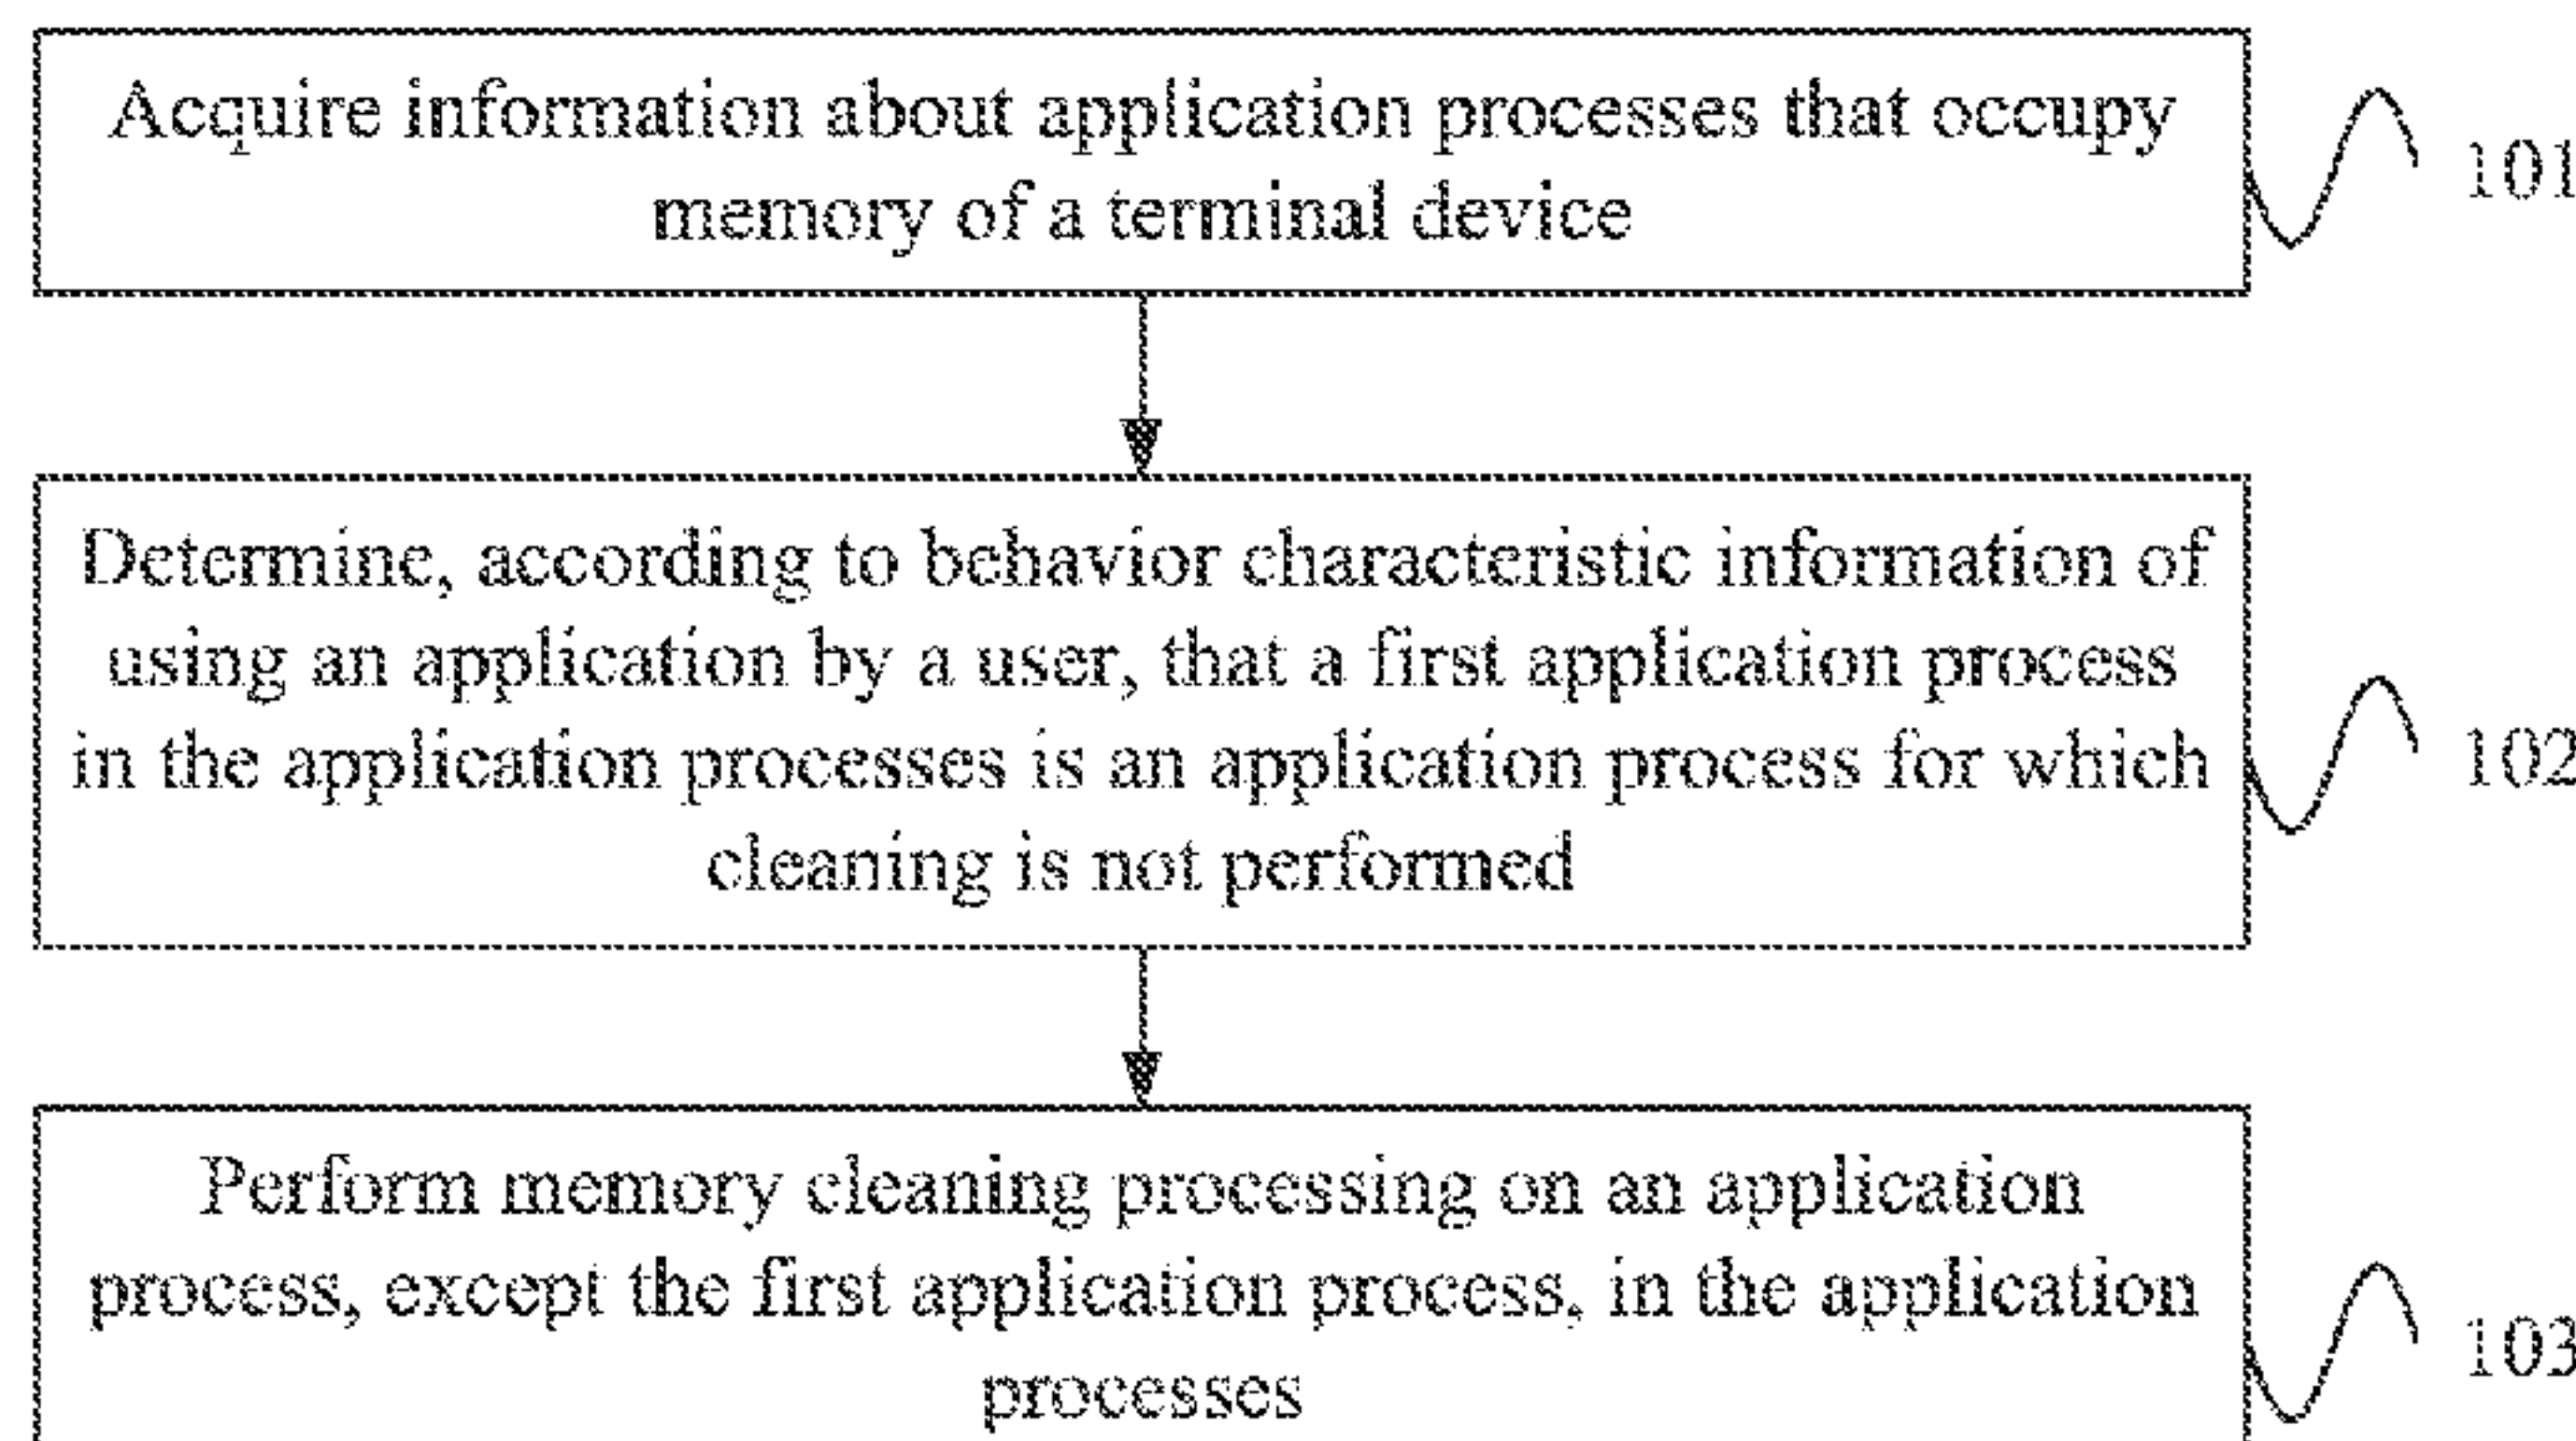 Acquire information about application processes that occupy
memory of a terminal device
101
Determine, according to behavior characteristic information of
using an application by a user, that a first application process
in the application processes is an application process for which
cleaning is not performed
102
Perform memory cleaning processing on an application
process, except the first application process, in the application
processes
103